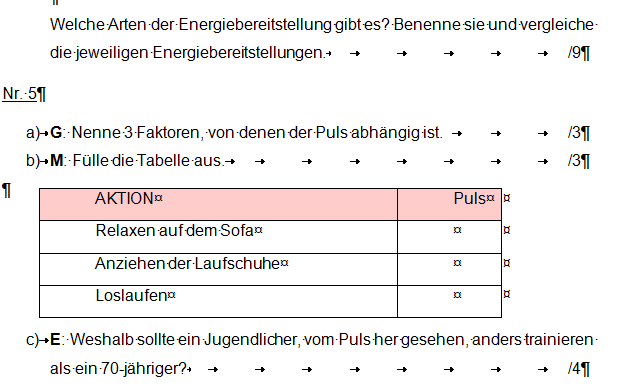 Welche Arten der Energiebereitstellung gibt es? Benenne sie und vergleiche
die jeweiligen Energiebereitstellungen. /9¶
Nr. 5¶
a) G: Nenne 3 Faktoren, von denen der Puls abhängig ist. /3¶
b) M: Fülle die Tabelle aus. /3¶
¶
AKTION¤ Puls¤ ¤
Relaxen auf dem Sofa¤ ¤ ¤
Anziehen der Laufschuhe¤ ¤ ¤
Loslaufen¤ ¤ ¤
c) E: Weshalb sollte ein Jugendlicher, vom Puls her gesehen, anders trainieren
als ein 70-jähriger? /4¶